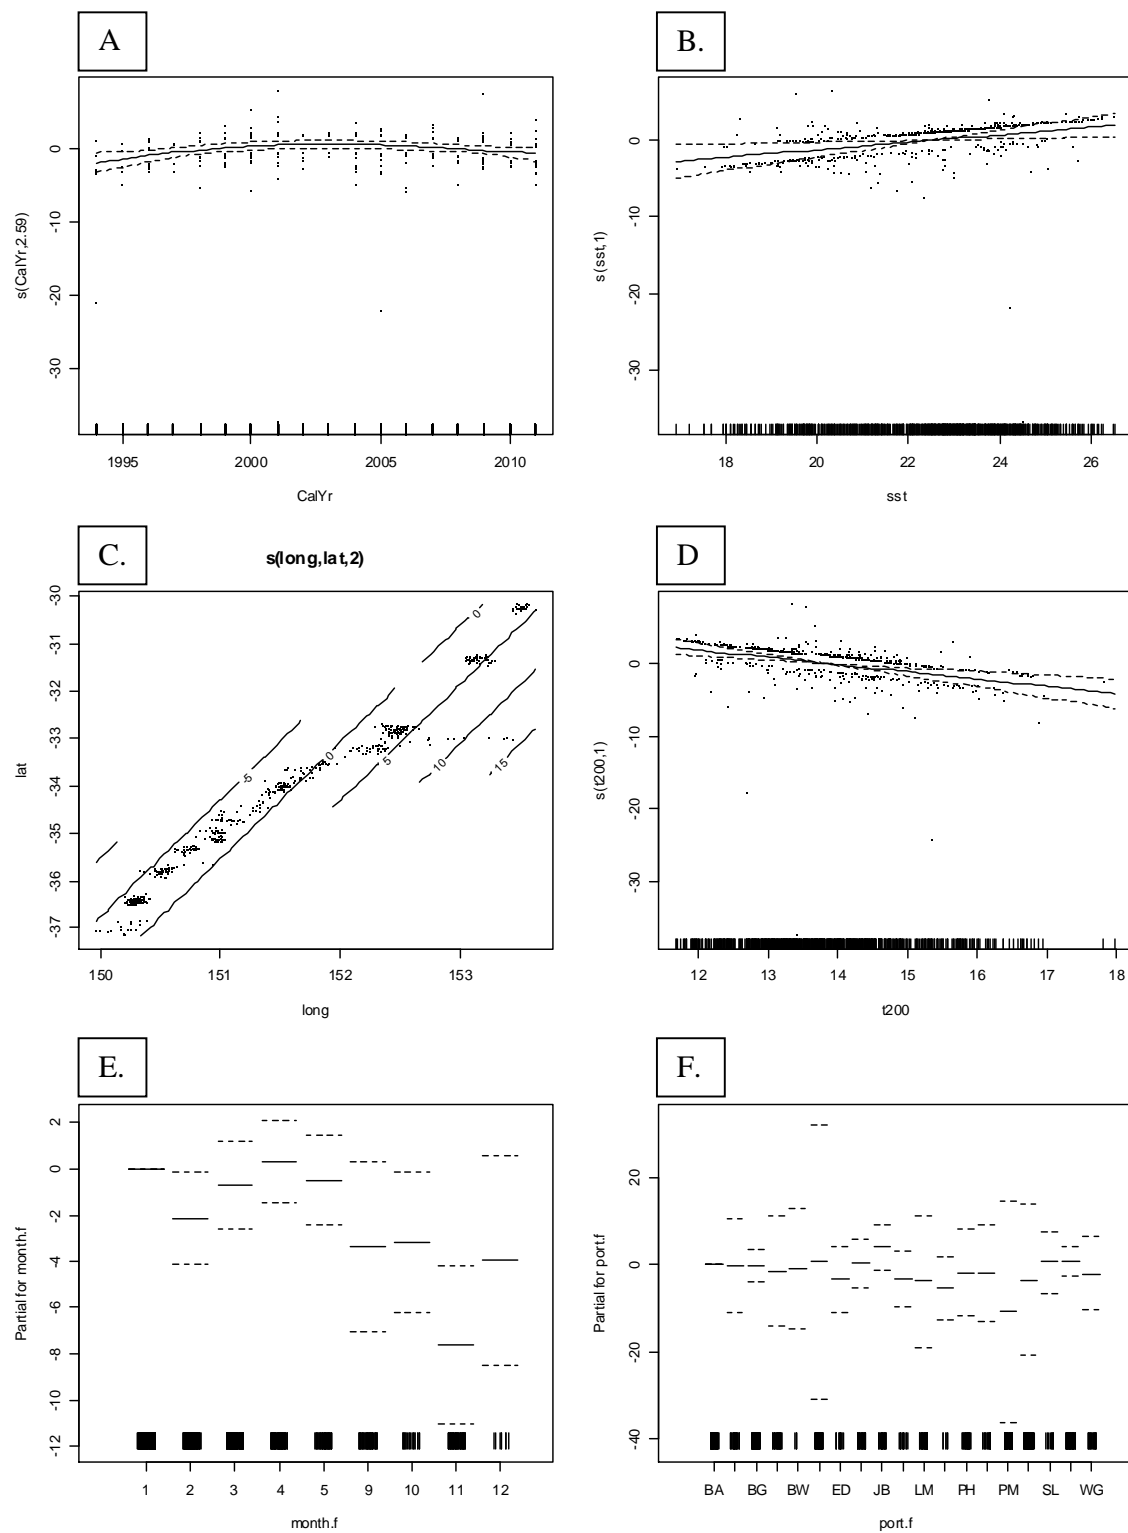 A
B.
0
-10
-20
-30
s(CalYr,2.59)
1995 2000 2005 2010
CalYr
0
-10
-20
-30
s(sst,1)
18 20 22 24 26
sst
C.
s(long,lat,2)
D
-30
-31
-32
-33
-34
-35
-36
-37
lat
0
-5
0
5
10
15
150 151 152 153
long
0
-10
-20
-30
s(t200,1)
12 13 14 15 16 17 18
t200
E.
F.
2
0
-2
-4
-6
-8
-10
-12
Partial for month.f
1 2 3 4 5 9 10 11 12
month.f
20
0
-20
-40
Partial for port.f
BA BG BW ED JB LM PH PM SL WG
port.f